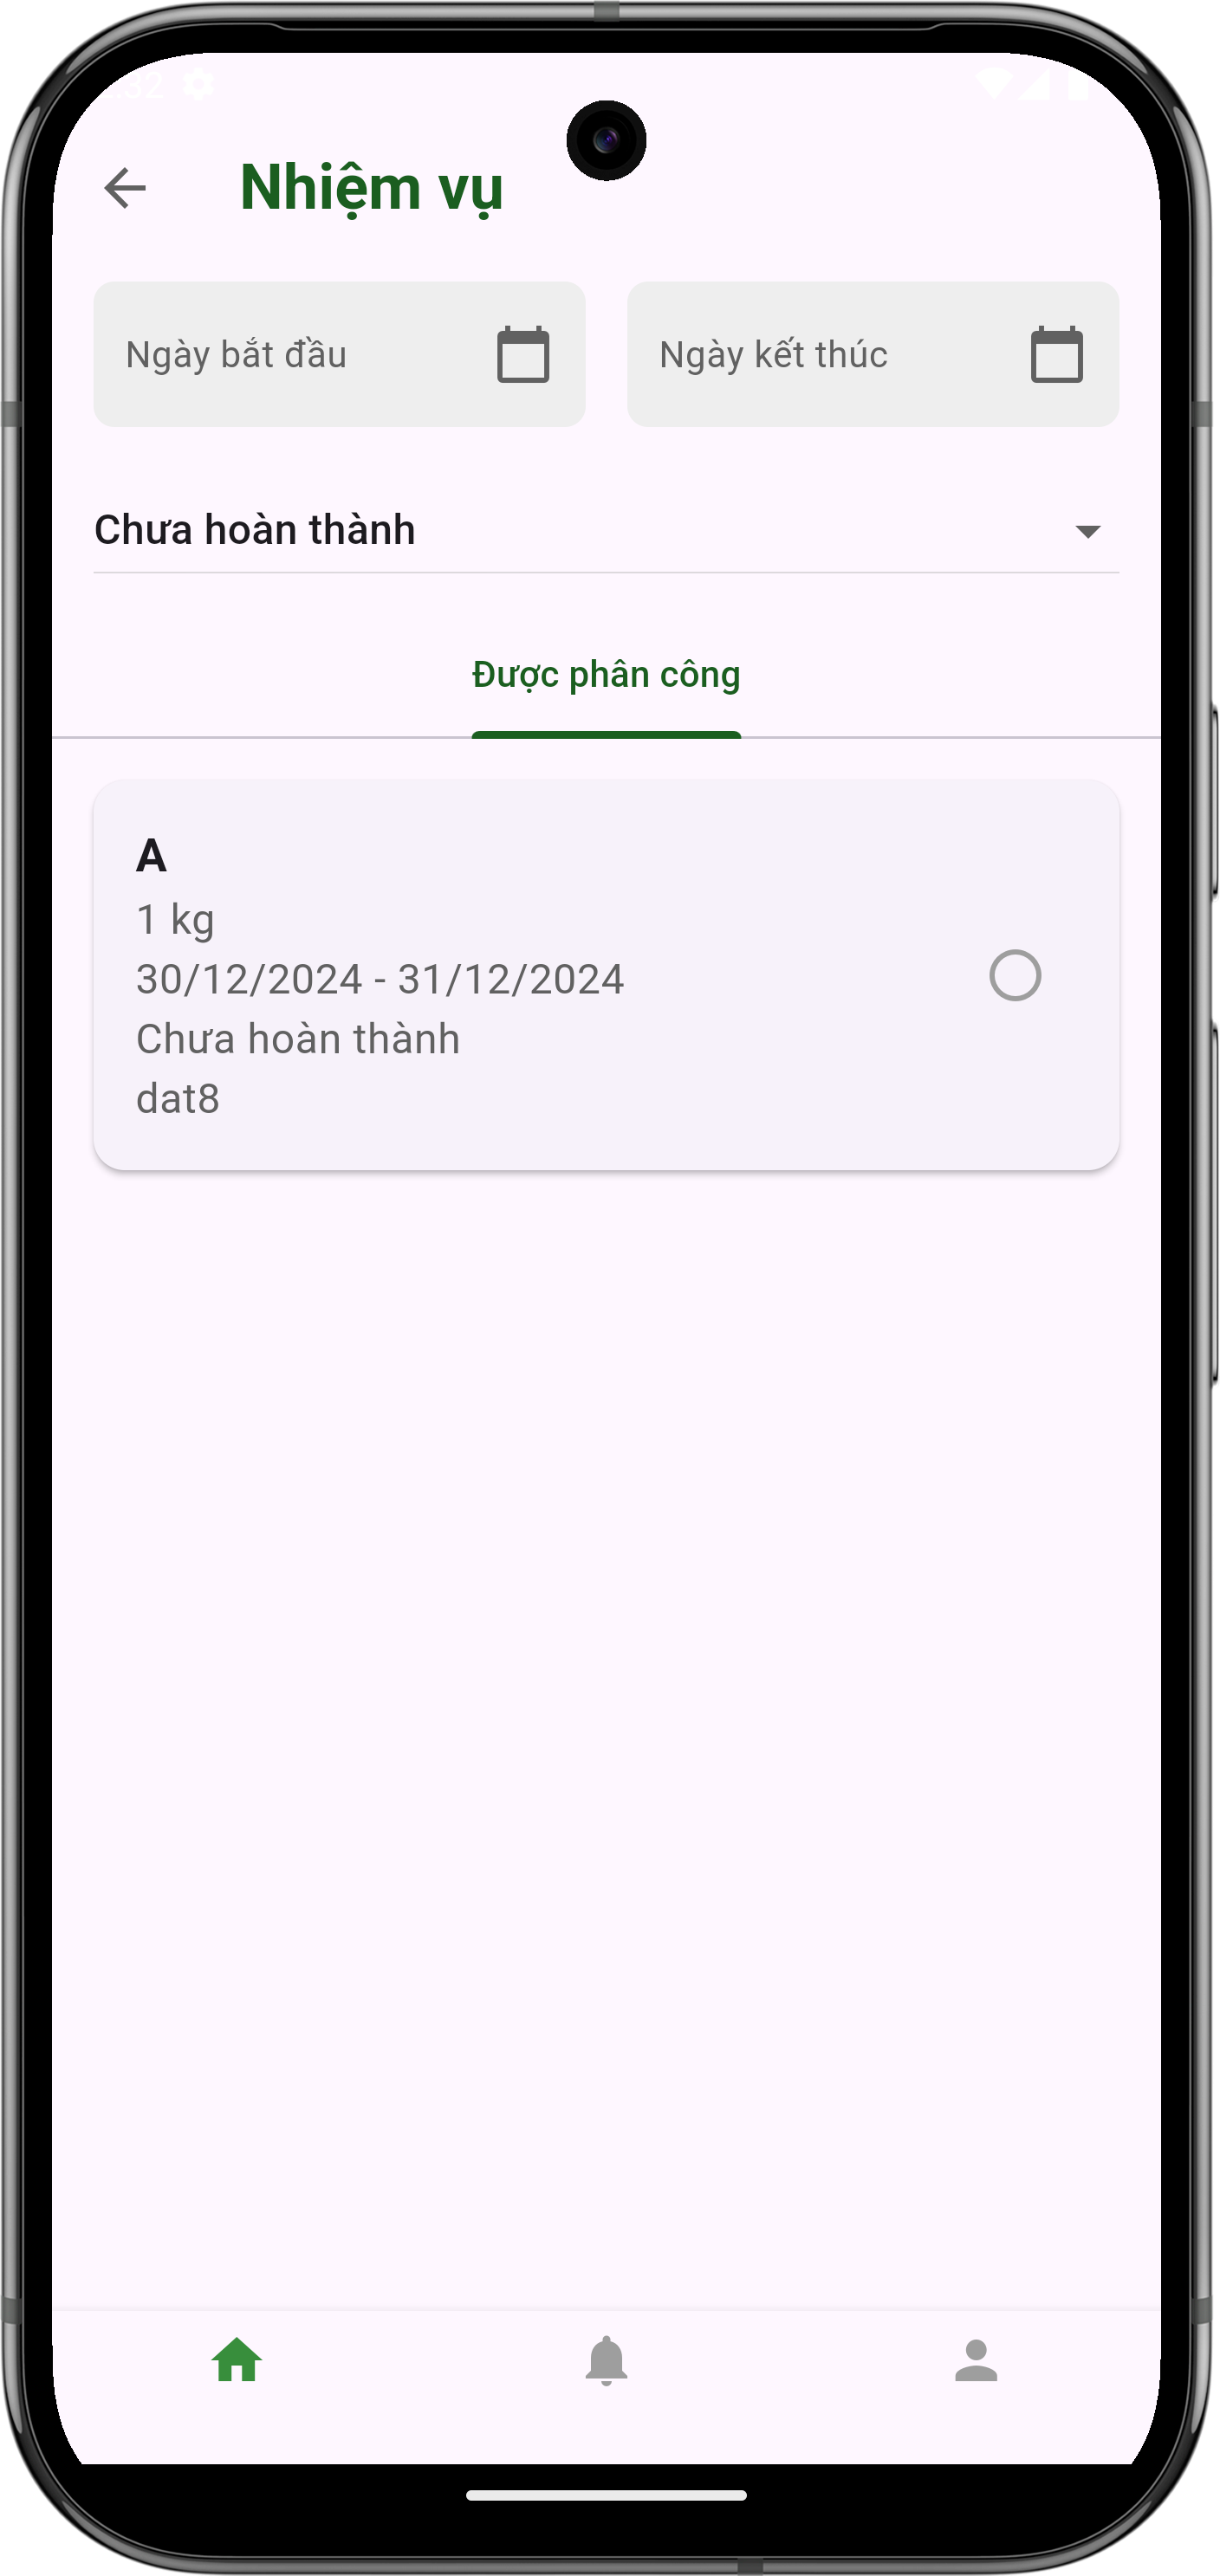 Nhiệm vụ
Ngày bắt đầu
Ngày kết thúc
Chưa hoàn thành
Được phân công
A
1 kg
30/12/2024 - 31/12/2024
Chưa hoàn thành
dat8